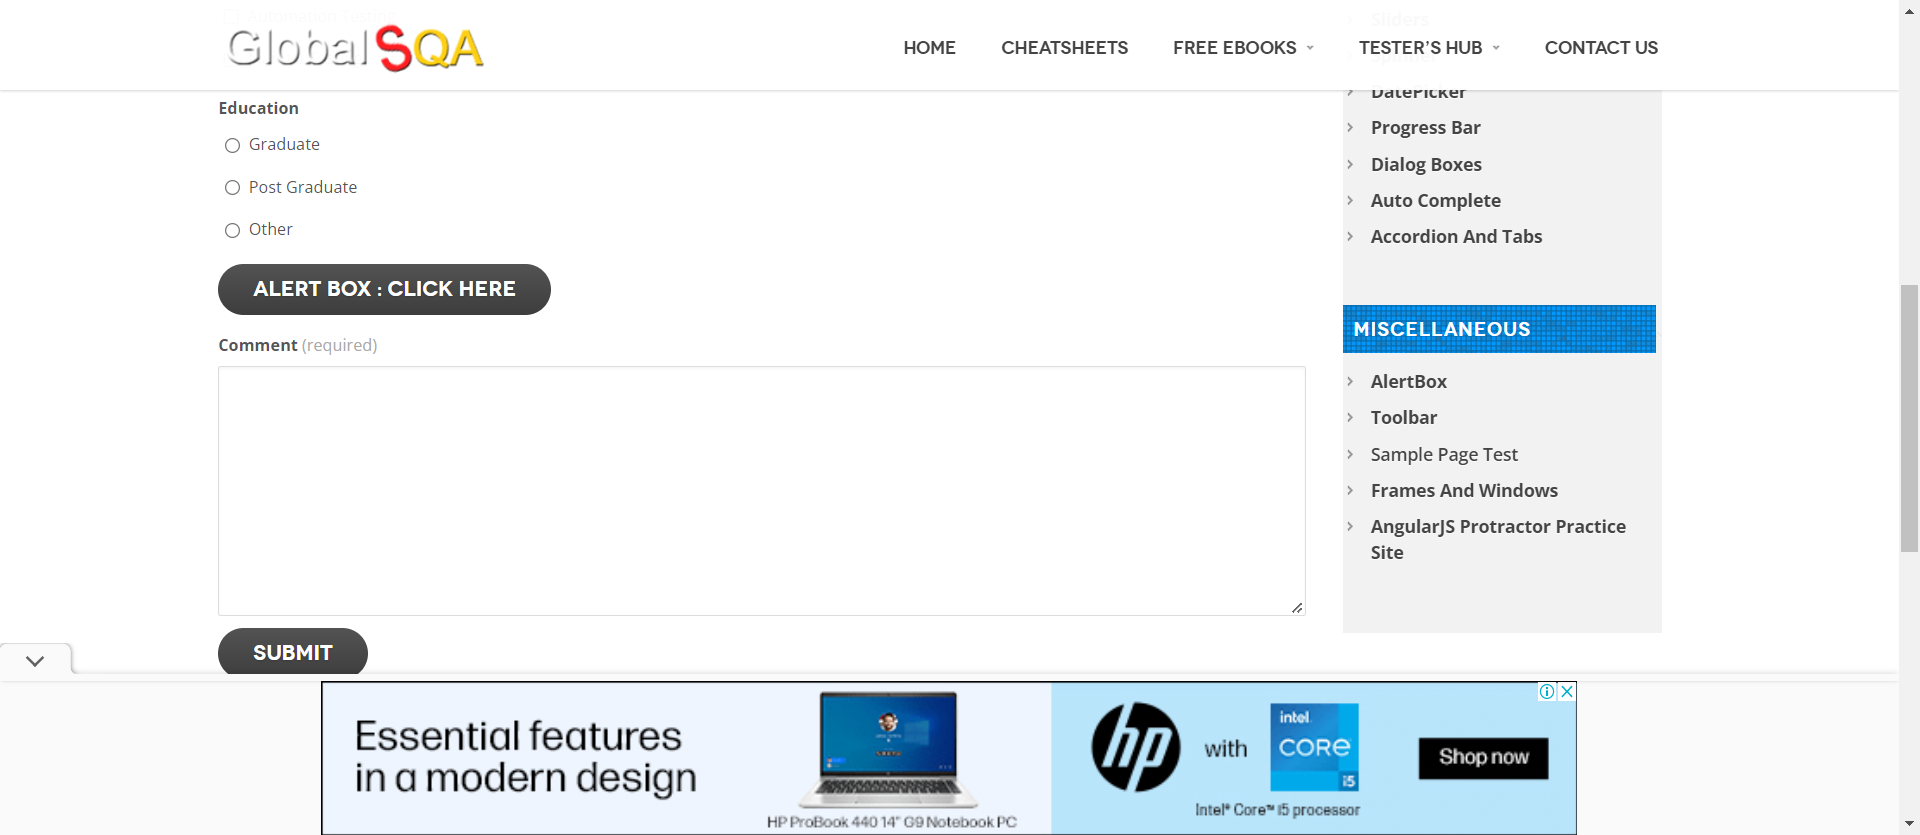 Automation Testing
GlobalSQA
HOME
CHEATSHEETS
FREE EBOOKS
TESTER'S HUB
CONTACT US
Sliders
Spinner
DatePicker
Progress Bar
Dialog Boxes
Auto Complete
Accordion And Tabs
Education
Graduate
Post Graduate
Other
ALERT BOX : CLICK HERE
Comment (required)
SUBMIT
MISCELLANEOUS
AlertBox
Toolbar
Sample Page Test
Frames And Windows
AngularJS Protractor Practice
Site
Essential features
in a modern design
HP ProBook 440 14" G9 Notebook PC
hp
with
intel.
CORE
i5
Intel® Core™ i5 processor
Shop now